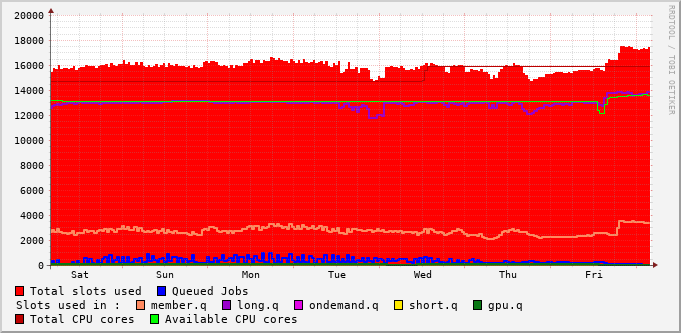 20000
18000
16000
14000
12000
10000
8000
6000
4000
2000
0
Sat Sun Mon Tue Wed Thu Fri
Total slots used Queued Jobs
Slots used in : member.q long.q ondemand.q short.q gpu.q
Total CPU cores Available CPU cores
RRDTOOL / TOBI OETIKER